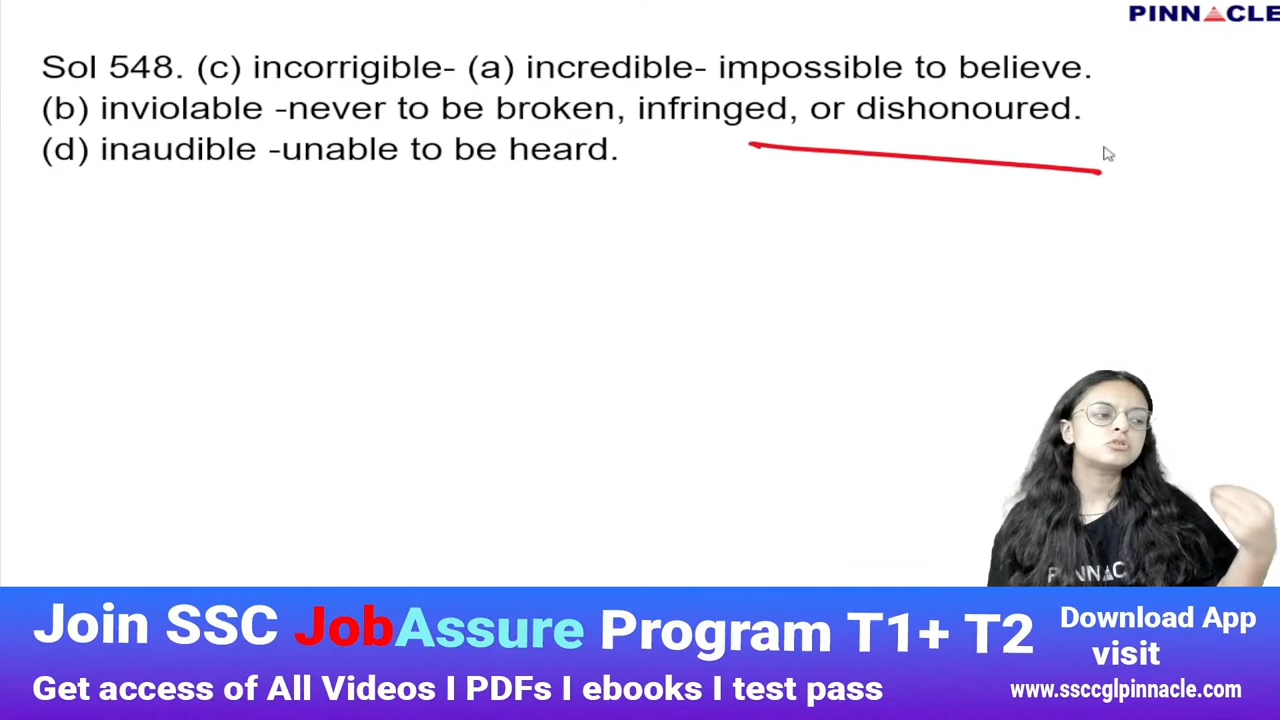 PINNACLE
Sol 548. (c) incorrigible- (a) incredible- impossible to believe.
(b) inviolable -never to be broken, infringed, or dishonoured.
(d) inaudible -unable to be heard.
PINNAC
Join SSC JobAssure Program T1+ T2
Get access of All Videos I PDFs I ebooks I test pass
Download App
visit
www.ssccglpinnacle.com